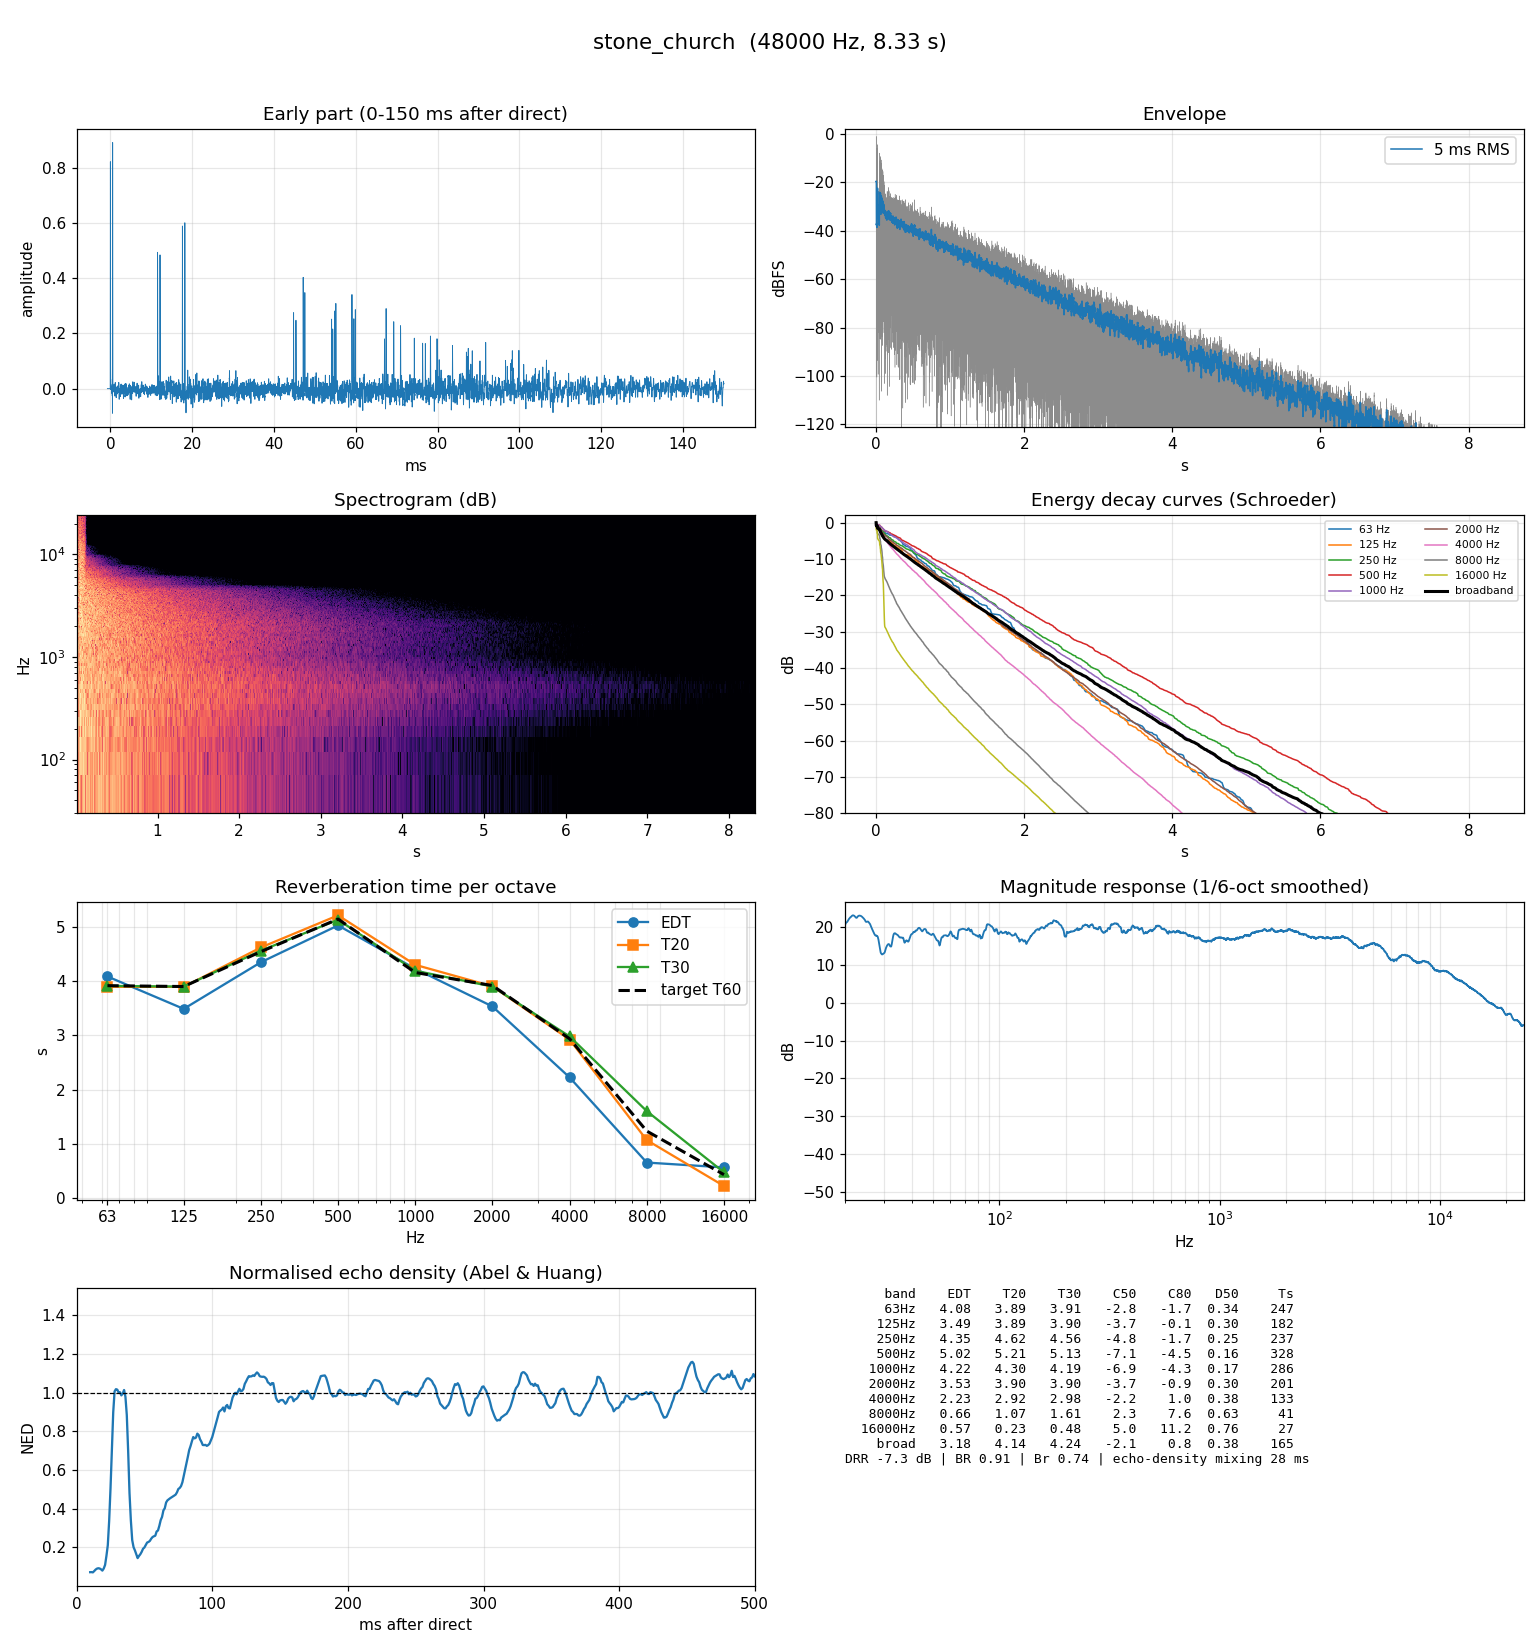 stone_church  (48000 Hz, 8.33 s)
Early part (0-150 ms after direct)
0.8
0.6
0.4
0.2
0.0
amplitude
0 20 40 60 80 100 120 140
ms
Envelope
5 ms RMS
0
−20
−40
−60
−80
−100
−120
dBFS
0 2 4 6 8
s
Spectrogram (dB)
10^4
10^3
10^2
Hz
1 2 3 4 5 6 7 8
s
Energy decay curves (Schroeder)
63 Hz
125 Hz
250 Hz
500 Hz
1000 Hz
2000 Hz
4000 Hz
8000 Hz
16000 Hz
broadband
0
−10
−20
−30
−40
−50
−60
−70
−80
dB
0 2 4 6 8
s
Reverberation time per octave
EDT
T20
T30
target T60
5
4
3
2
1
0
s
63 125 250 500 1000 2000 4000 8000 16000
Hz
Magnitude response (1/6-oct smoothed)
20
10
0
−10
−20
−30
−40
−50
dB
10^2 10^3 10^4
Hz
Normalised echo density (Abel & Huang)
1.4
1.2
1.0
0.8
0.6
0.4
0.2
NED
0 100 200 300 400 500
ms after direct
band EDT T20 T30 C50 C80 D50 Ts
63Hz 4.08 3.89 3.91 -2.8 -1.7 0.34 247
125Hz 3.49 3.89 3.90 -3.7 -0.1 0.30 182
250Hz 4.35 4.62 4.56 -4.8 -1.7 0.25 237
500Hz 5.02 5.21 5.13 -7.1 -4.5 0.16 328
1000Hz 4.22 4.30 4.19 -6.9 -4.3 0.17 286
2000Hz 3.53 3.90 3.90 -3.7 -0.9 0.30 201
4000Hz 2.23 2.92 2.98 -2.2 1.0 0.38 133
8000Hz 0.66 1.07 1.61 2.3 7.6 0.63 41
16000Hz 0.57 0.23 0.48 5.0 11.2 0.76 27
broad 3.18 4.14 4.24 -2.1 0.8 0.38 165
DRR -7.3 dB | BR 0.91 | Br 0.74 | echo-density mixing 28 ms